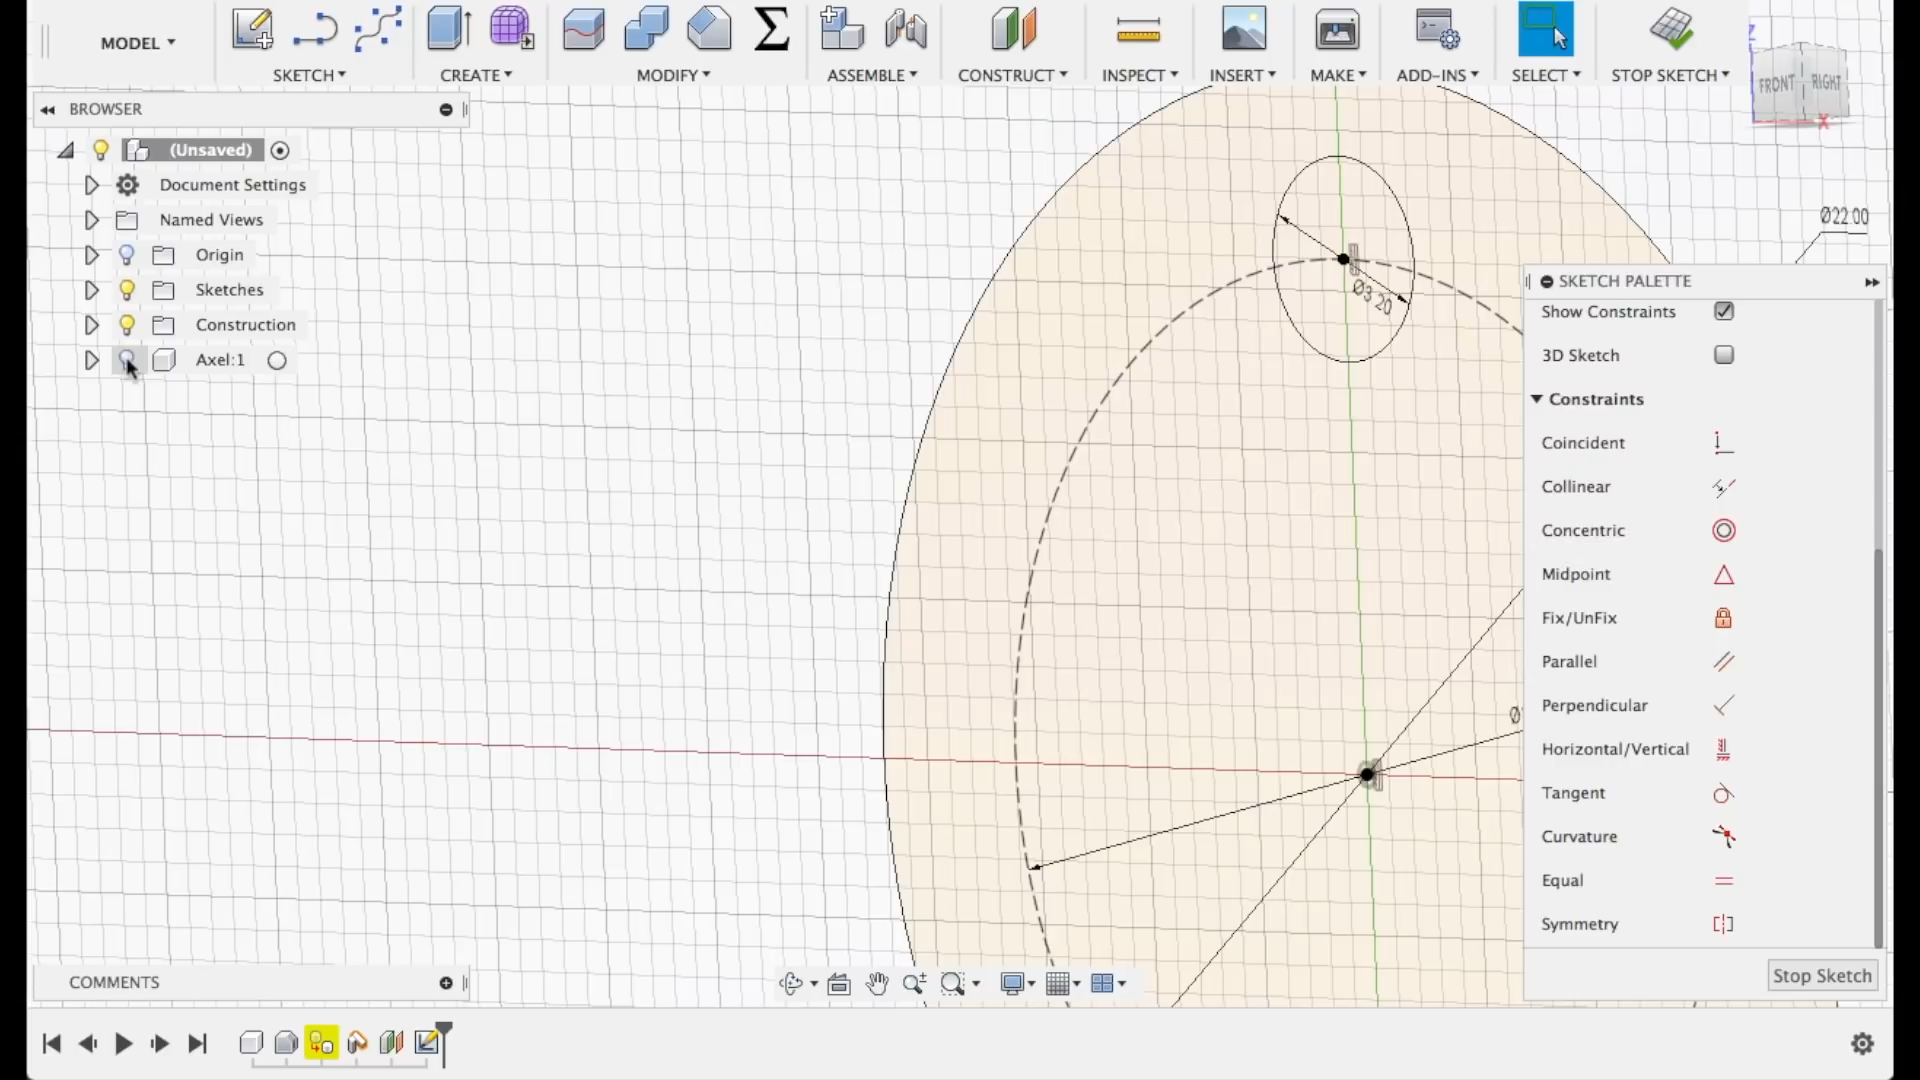 MODEL
SKETCH
CREATE
MODIFY
ASSEMBLE
CONSTRUCT
INSPECT
INSERT
MAKE
ADD-INS
SELECT
STOP SKETCH
Z
FRONT
RIGHT
X
BROWSER
(Unsaved)
Document Settings
Named Views
Origin
Sketches
Construction
Axel:1
Ø22.00
Ø3.20
Ø
SKETCH PALETTE
Show Constraints
3D Sketch
Constraints
Coincident
Collinear
Concentric
Midpoint
Fix/UnFix
Parallel
Perpendicular
Horizontal/Vertical
Tangent
Curvature
Equal
Symmetry
Stop Sketch
COMMENTS